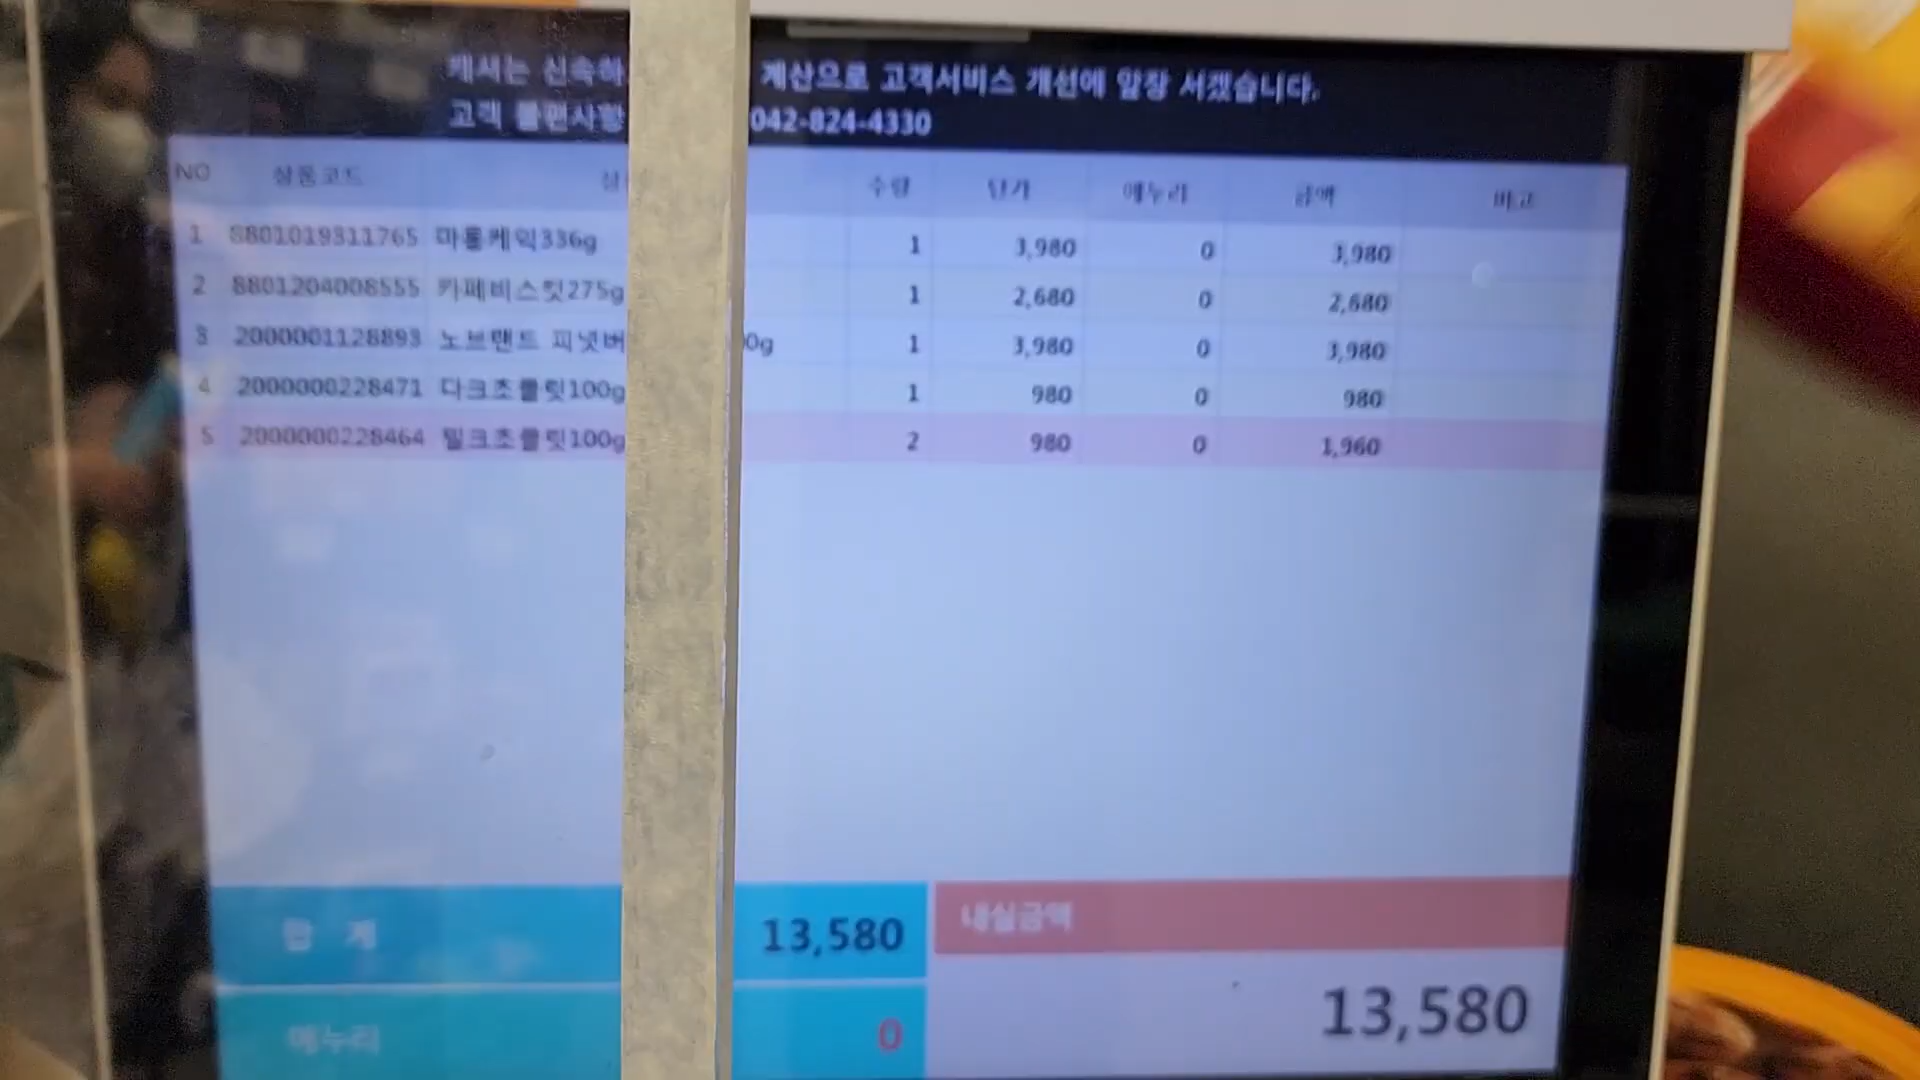 캐셔는 신속하 계산으로 고객서비스 개선에 앞장 서겠습니다.
고객 불편사항 042-824-4330
NO 상품코드 수량 단가 에누리 금액 비고
1 8801019311765 마롱케익336g 1 3,980 0 3,980
2 8801204008555 카페비스킷275g 1 2,680 0 2,680
3 2000001128893 노브랜드 피넛버 0g 1 3,980 0 3,980
4 2000000228471 다크초콜릿100g 1 980 0 980
5 2000000228464 밀크초콜릿100g 2 980 0 1,960
합 계 13,580 내실금액
에누리 0 13,580